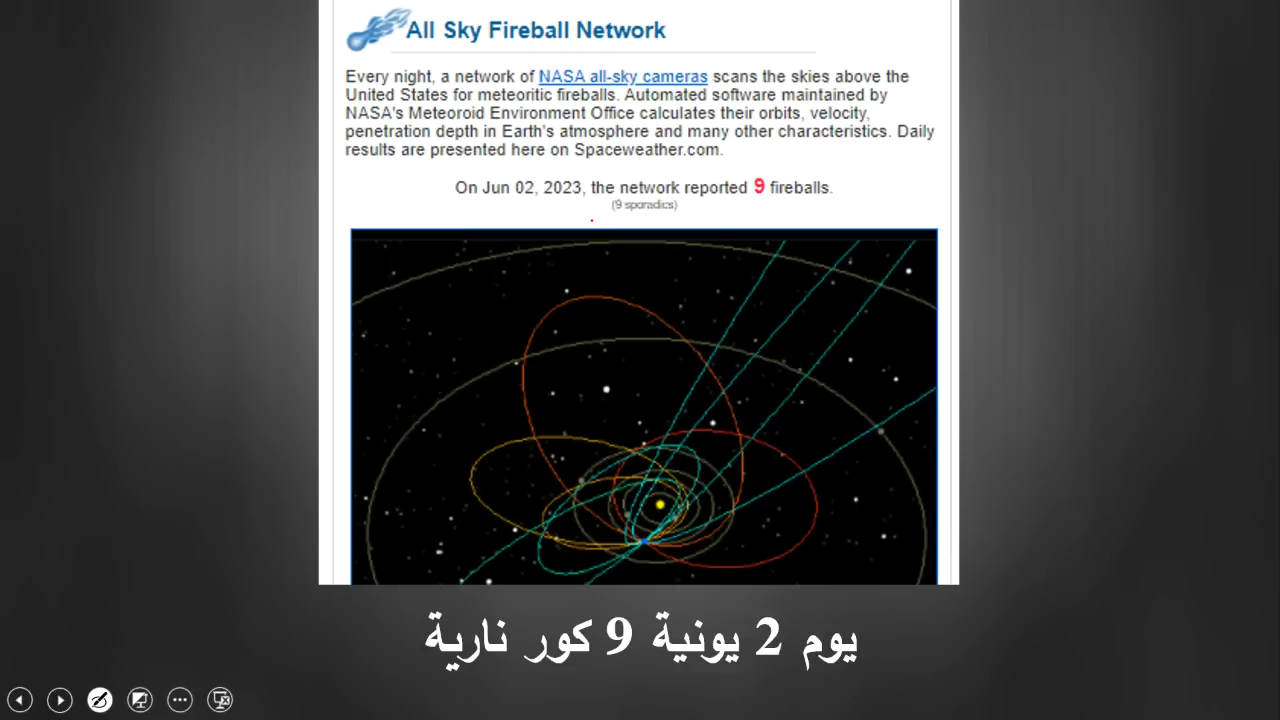 All Sky Fireball Network
Every night, a network of NASA all-sky cameras scans the skies above the
United States for meteoritic fireballs. Automated software maintained by
NASA's Meteoroid Environment Office calculates their orbits, velocity,
penetration depth in Earth's atmosphere and many other characteristics. Daily
results are presented here on Spaceweather.com.
On Jun 02, 2023, the network reported 9 fireballs.
(9 sporadics)
يوم 2 يونية 9 كور نارية